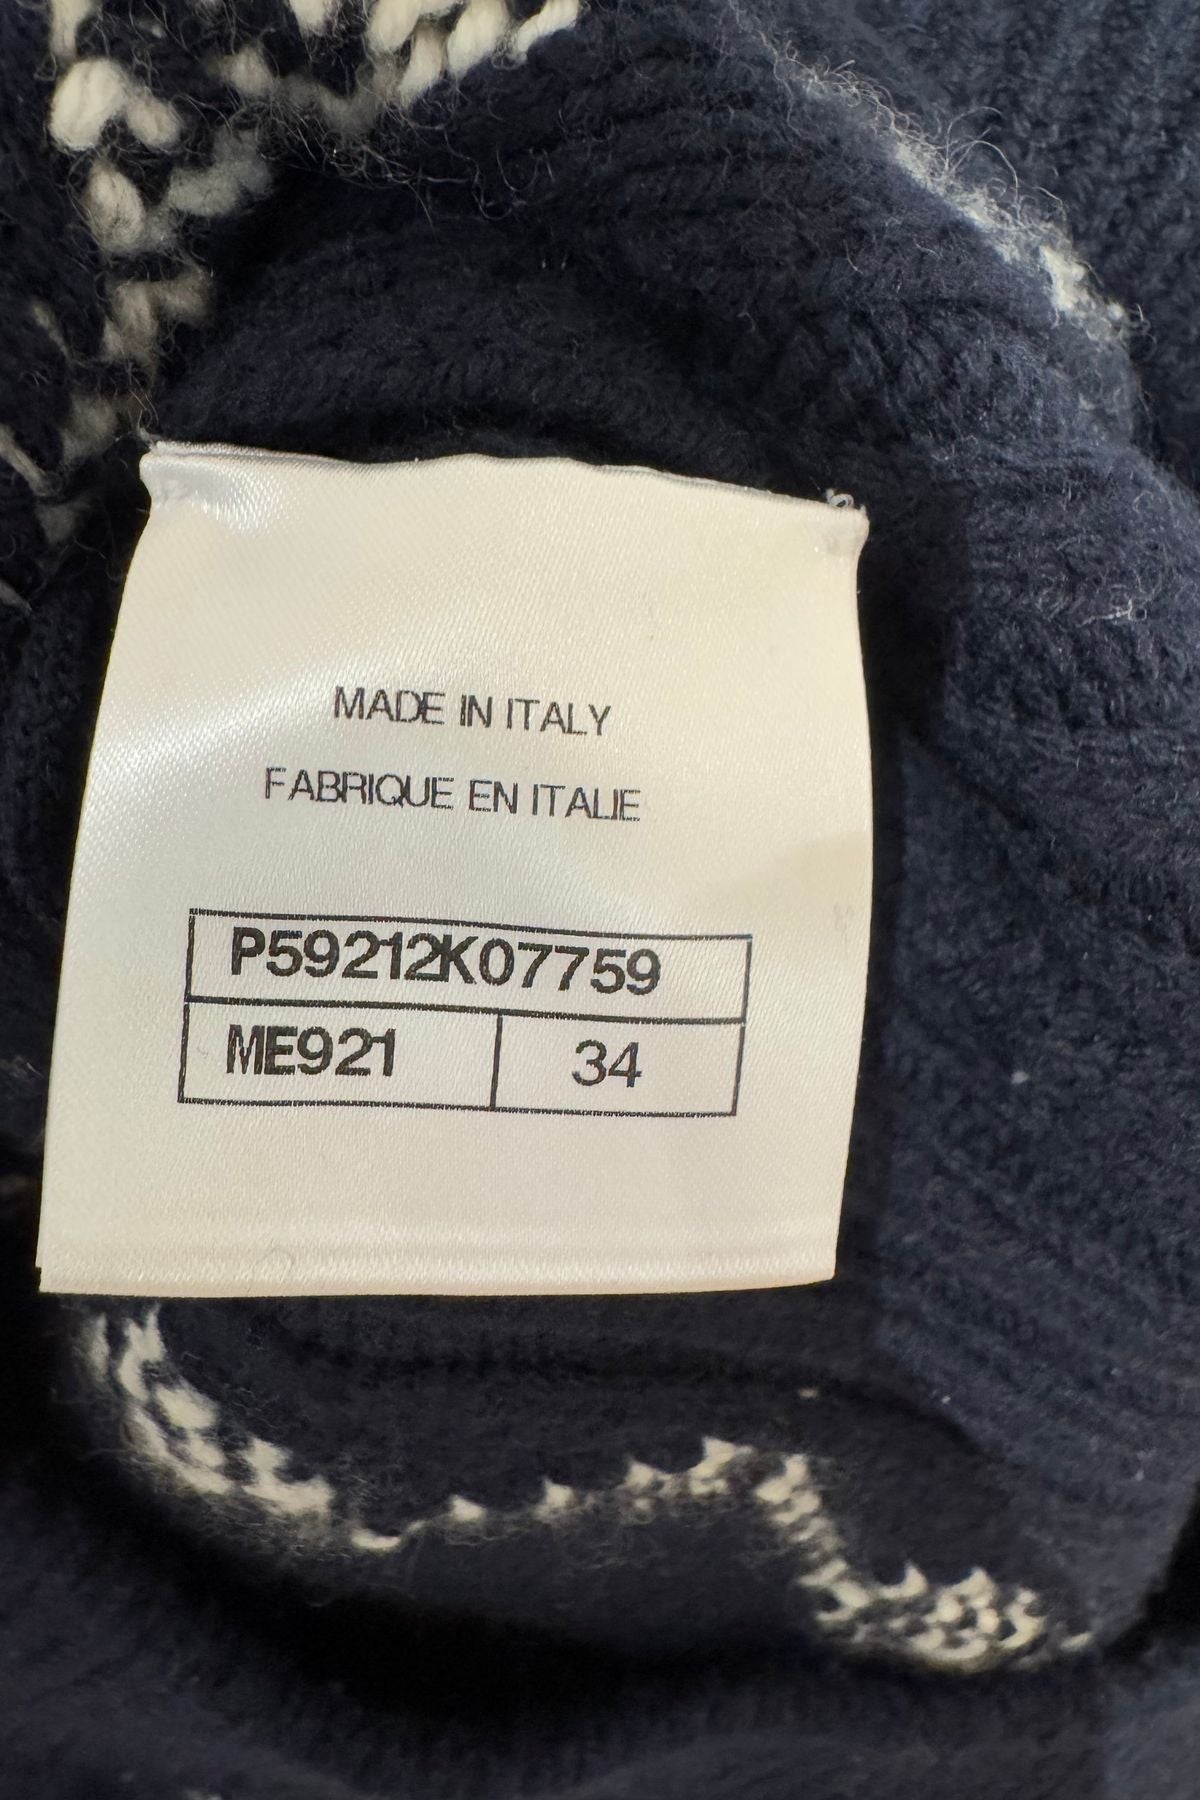 MADE IN ITALY
FABRIQUE EN ITALIE
P59212K07759
ME921 34